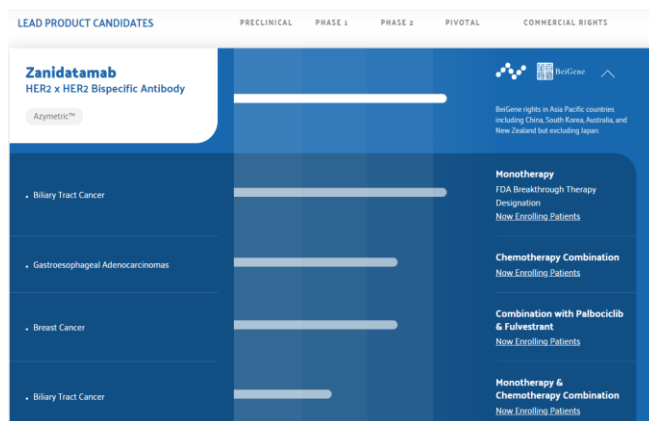 LEAD PRODUCT CANDIDATES
PRECLINICAL
PHASE 1
PHASE 2
PIVOTAL
COMMERCIAL RIGHTS
Zanidatamab
HER2 x HER2 Bispecific Antibody
Azymetric™
BeiGene
BeiGene rights in Asia Pacific countries
including China, South Korea, Australia, and
New Zealand but excluding Japan.
• Biliary Tract Cancer
Monotherapy
FDA Breakthrough Therapy
Designation
Now Enrolling Patients
• Gastroesophageal Adenocarcinomas
Chemotherapy Combination
Now Enrolling Patients
• Breast Cancer
Combination with Palbociclib
& Fulvestrant
Now Enrolling Patients
• Biliary Tract Cancer
Monotherapy &
Chemotherapy Combination
Now Enrolling Patients